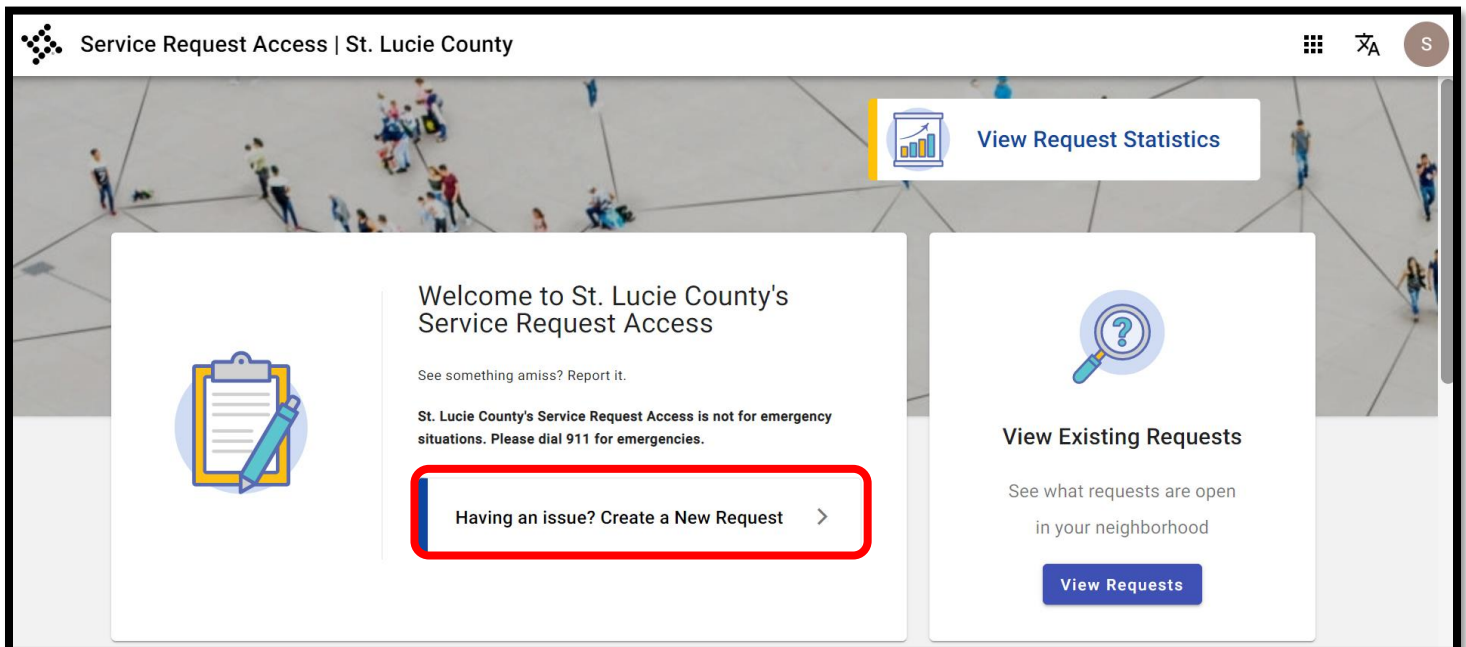 Service Request Access | St. Lucie County
文A
S
View Request Statistics
Welcome to St. Lucie County's
Service Request Access
See something amiss? Report it.
St. Lucie County's Service Request Access is not for emergency
situations. Please dial 911 for emergencies.
Having an issue? Create a New Request
?
View Existing Requests
See what requests are open
in your neighborhood
View Requests